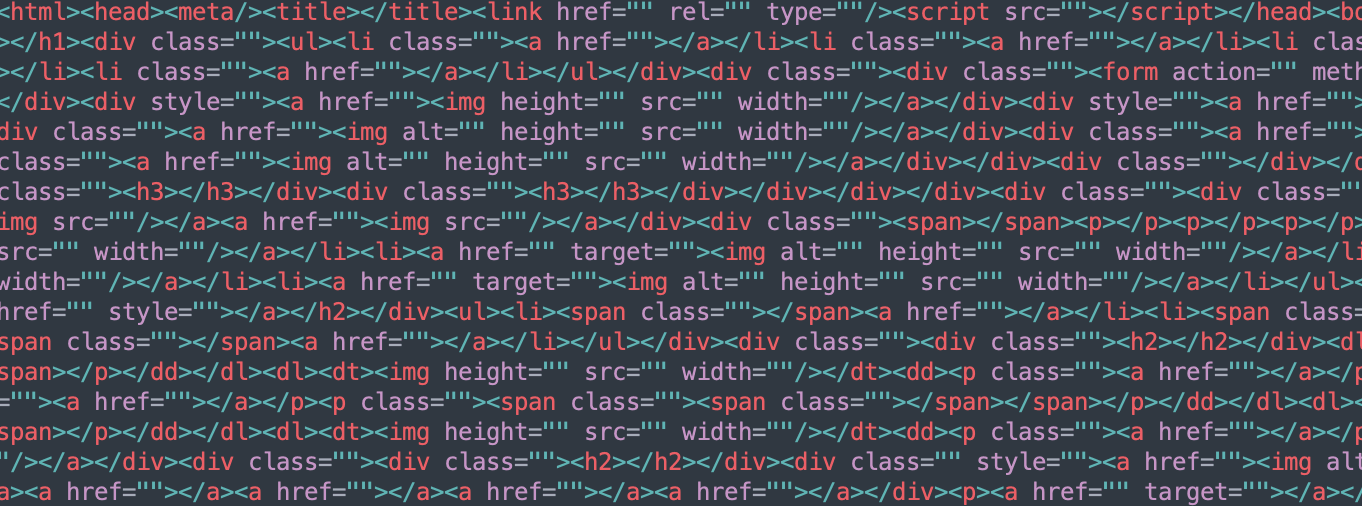 <html><head><meta/><title></title><link href="" rel="" type=""/><script src=""></script></head><bo
></h1><div class=""><ul><li class=""><a href=""></a></li><li class=""><a href=""></a></li><li clas
></li><li class=""><a href=""></a></li></ul></div><div class=""><div class=""><form action="" meth
</div><div style=""><a href=""><img height="" src="" width=""/></a></div><div style=""><a href="">
div class=""><a href=""><img alt="" height="" src="" width=""/></a></div><div class=""><a href="">
class=""><a href=""><img alt="" height="" src="" width=""/></a></div></div><div class=""></div></d
class=""><h3></h3></div><div class=""><h3></h3></div></div></div></div><div class=""><div class=""
img src=""/></a><a href=""><img src=""/></a></div><div class=""><span></span><p></p><p></p><p></p>
src="" width=""/></a></li><li><a href="" target=""><img alt="" height="" src="" width=""/></a></li
width=""/></a></li><li><a href="" target=""><img alt="" height="" src="" width=""/></a></li></ul>
href="" style=""></a></h2></div><ul><li><span class=""></span><a href=""></a></li><li><span class=
span class=""></span><a href=""></a></li></ul></div><div class=""><div class=""><h2></h2></div><dl
span></p></dd></dl><dl><dt><img height="" src="" width=""/></dt><dd><p class=""><a href=""></a></p
=""><a href=""></a></p><p class=""><span class=""><span class=""></span></span></p></dd></dl><dl>
span></p></dd></dl><dl><dt><img height="" src="" width=""/></dt><dd><p class=""><a href=""></a></p
"/></a></div><div class=""><div class=""><h2></h2></div><div class="" style=""><a href=""><img alt
a><a href=""></a><a href=""></a><a href=""></a><a href=""></a></div><p><a href="" target=""></a></